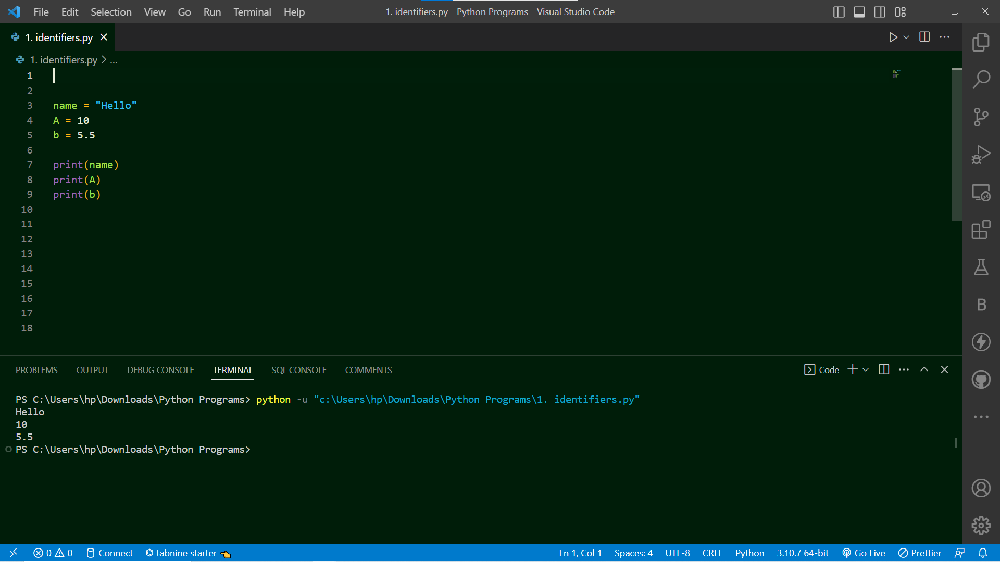 File Edit Selection View Go Run Terminal Help 1. identifiers.py - Python Programs - Visual Studio Code
1. identifiers.py
1. identifiers.py > ...
1
2
3 name = "Hello"
4 A = 10
5 b = 5.5
6
7 print(name)
8 print(A)
9 print(b)
10
11
12
13
14
15
16
17
18
PROBLEMS OUTPUT DEBUG CONSOLE TERMINAL SQL CONSOLE COMMENTS Code
PS C:\Users\hp\Downloads\Python Programs> python -u "c:\Users\hp\Downloads\Python Programs\1. identifiers.py"
Hello
10
5.5
PS C:\Users\hp\Downloads\Python Programs>
B
0 0 Connect tabnine starter Ln 1, Col 1 Spaces: 4 UTF-8 CRLF Python 3.10.7 64-bit Go Live Prettier